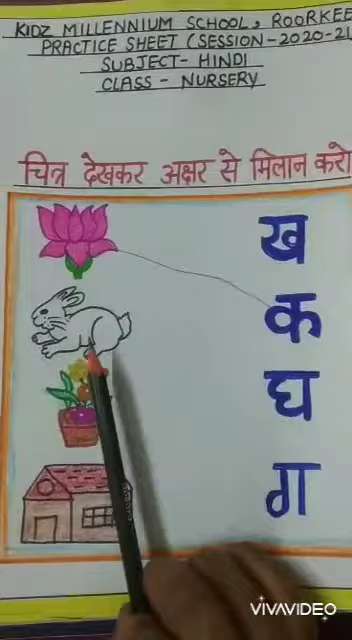 KIDZ MILLENNIUM SCHOOL, ROORKEE
PRACTICE SHEET (SESSION-2020-21
SUBJECT- HINDI
CLASS - NURSERY
चित्र देखकर अक्षर से मिलान करो
ख
क
घ
ग
VIVAVIDEO